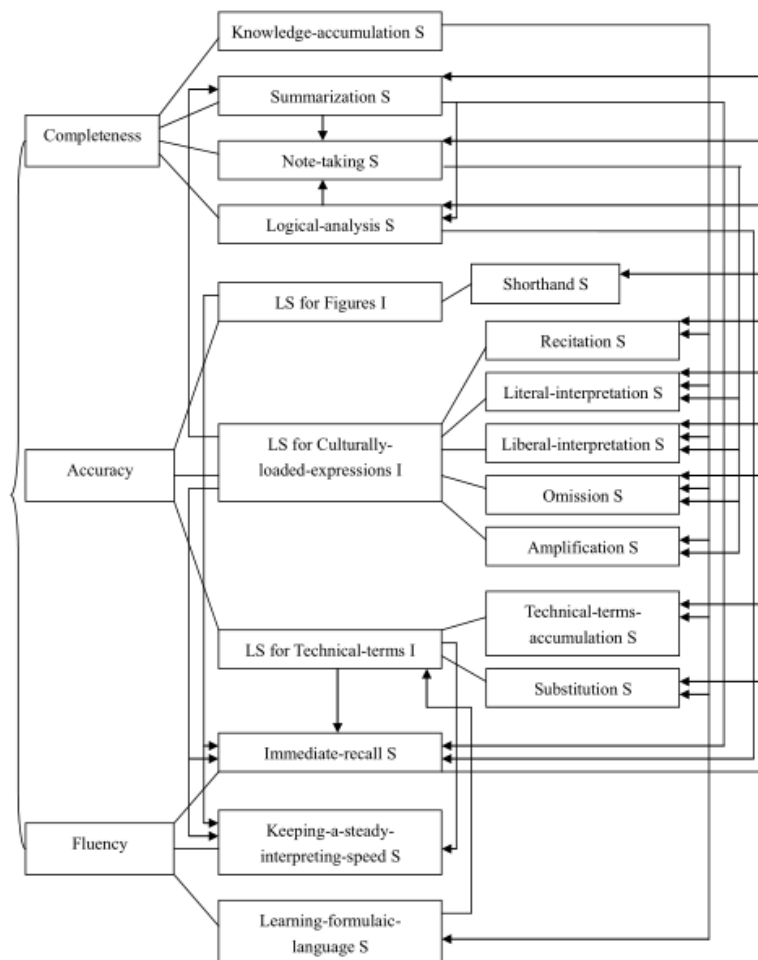 Knowledge-accumulation S
Summarization S
Completeness
Note-taking S
Logical-analysis S
Shorthand S
LS for Figures I
Recitation S
Literal-interpretation S
LS for Culturally-
loaded-expressions I
Liberal-interpretation S
Accuracy
Omission S
Amplification S
Technical-terms-
accumulation S
LS for Technical-terms I
Substitution S
Immediate-recall S
Fluency
Keeping-a-steady-
interpreting-speed S
Learning-formulaic-
language S